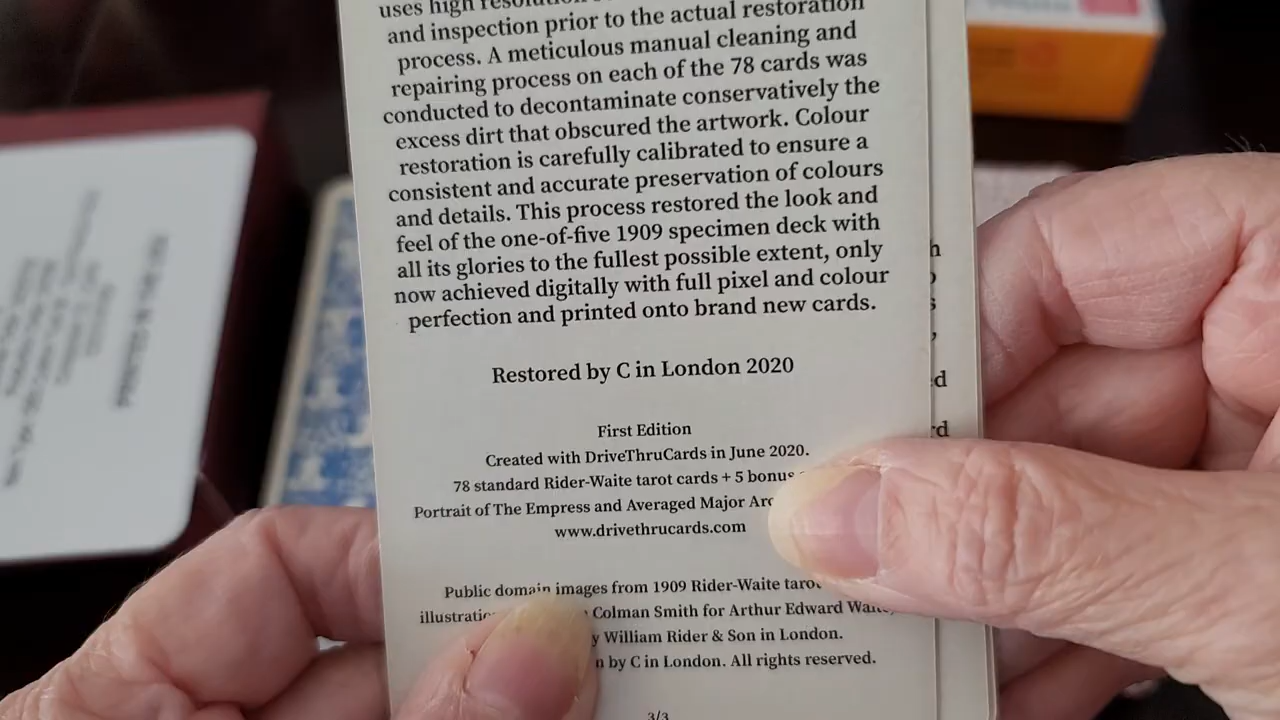 uses high resolution
and inspection prior to the actual restoration
process. A meticulous manual cleaning and
repairing process on each of the 78 cards was
conducted to decontaminate conservatively the
excess dirt that obscured the artwork. Colour
restoration is carefully calibrated to ensure a
consistent and accurate preservation of colours
and details. This process restored the look and
feel of the one-of-five 1909 specimen deck with
all its glories to the fullest possible extent, only
now achieved digitally with full pixel and colour
perfection and printed onto brand new cards.
Restored by C in London 2020
First Edition
Created with DriveThruCards in June 2020.
78 standard Rider-Waite tarot cards + 5 bonus
Portrait of The Empress and Averaged Major
www.drivethrucards.com
Public domain images from 1909 Rider-Waite tarot
Colman Smith for Arthur Edward Waite,
William Rider & Son in London.
by C in London. All rights reserved.
3/3